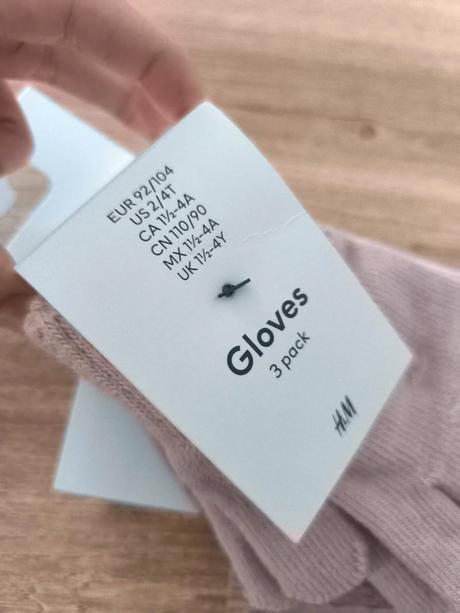 EUR 92/104
US 2/4T
CA 1½-4A
CN 110/90
MX 1½-4A
UK 1½-4Y
Gloves
3 pack
H&M